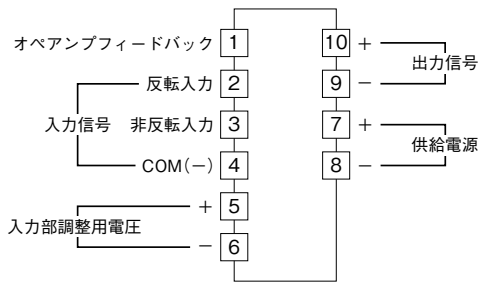 オペアンプフィードバック 1
反転入力 2
入力信号 非反転入力 3
COM(－) 4
＋ 5
入力部調整用電圧
－ 6
10 ＋
出力信号
9 －
7 ＋
供給電源
8 －